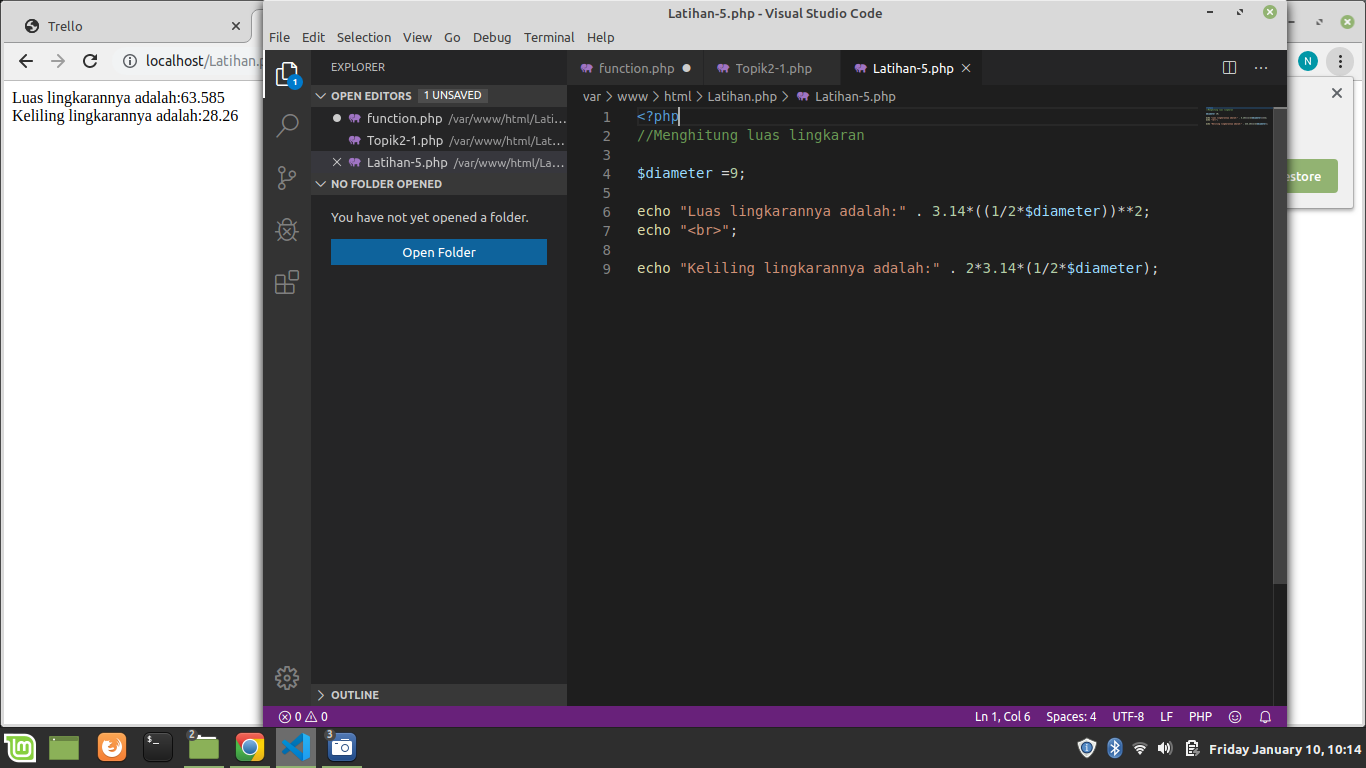 Latihan-5.php - Visual Studio Code
Trello
File Edit Selection View Go Debug Terminal Help
localhost/Latihan.p
N
Luas lingkarannya adalah:63.585
Keliling lingkarannya adalah:28.26
EXPLORER
OPEN EDITORS 1 UNSAVED
function.php /var/www/html/Lati...
Topik2-1.php /var/www/html/Lat...
Latihan-5.php /var/www/html/La...
NO FOLDER OPENED
You have not yet opened a folder.
Open Folder
OUTLINE
1
function.php Topik2-1.php Latihan-5.php
var > www > html > Latihan.php > Latihan-5.php
1 <?php
2 //Menghitung luas lingkaran
3
4 $diameter =9;
5
6 echo "Luas lingkarannya adalah:" . 3.14*((1/2*$diameter))**2;
7 echo "<br>";
8
9 echo "Keliling lingkarannya adalah:" . 2*3.14*(1/2*$diameter);
estore
0 0 Ln 1, Col 6 Spaces: 4 UTF-8 LF PHP
2 3 Friday January 10, 10:14